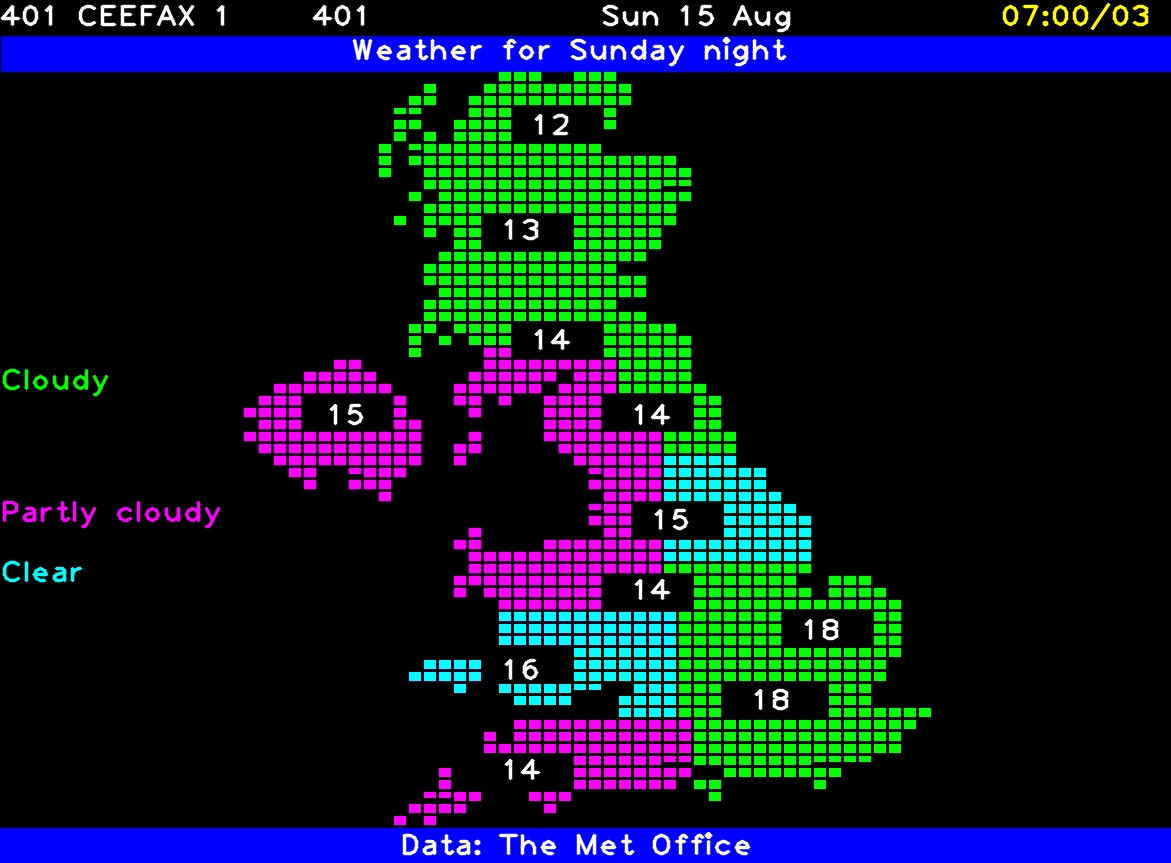 401 CEEFAX 1 401 Sun 15 Aug 07:00/03
Weather for Sunday night
12
13
14
Cloudy
15 14
Partly cloudy
15
Clear
14
18
16
18
14
Data: The Met Office